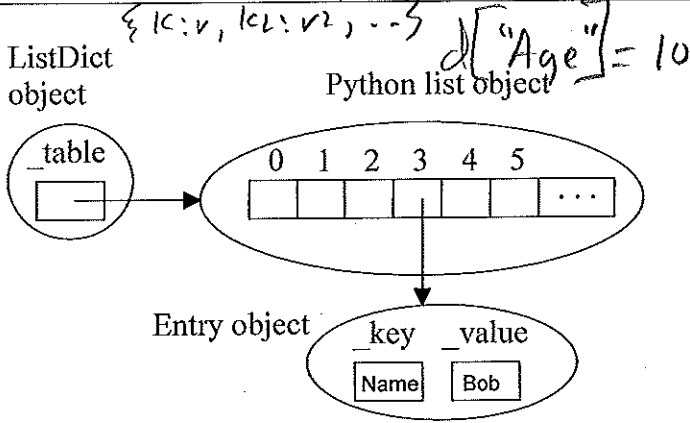 {k:v, k2:v2, ...}
d["Age"] = 10
ListDict
object
Python list object
_table
0 1 2 3 4 5
...
Entry object
_key _value
Name Bob